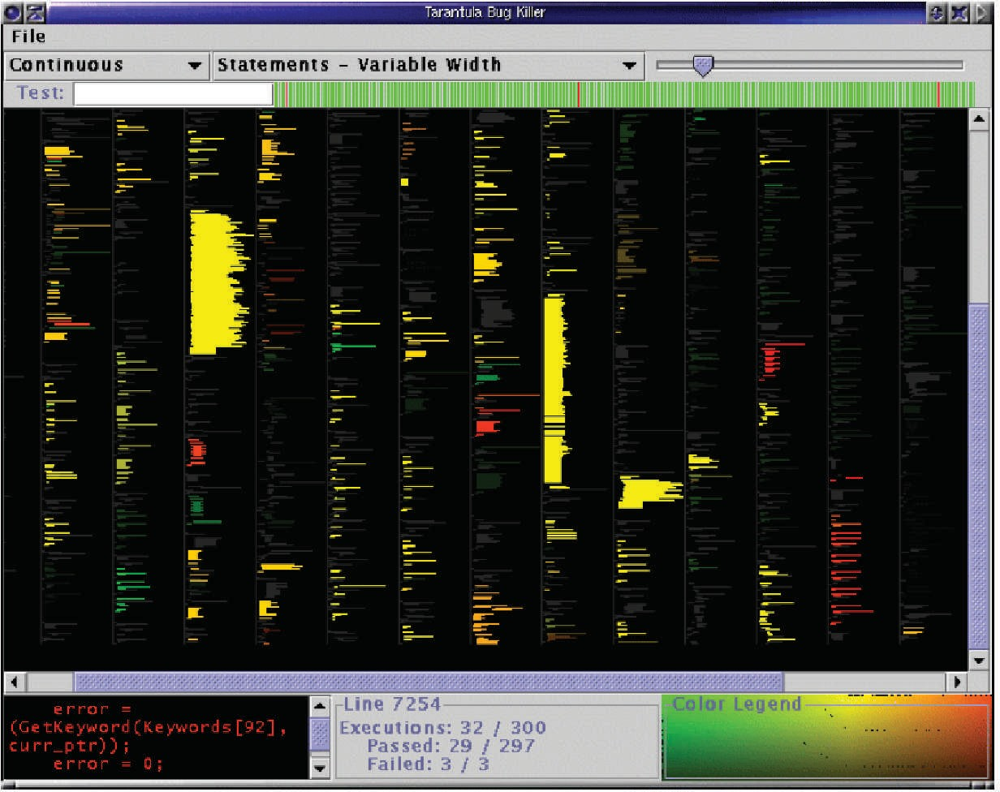 Tarantula Bug Killer
File
Continuous
Statements - Variable Width
Test:
error =
(GetKeyword(Keywords[92],
curr_ptr));
error = 0;
Line 7254
Executions: 32 / 300
Passed: 29 / 297
Failed: 3 / 3
Color Legend